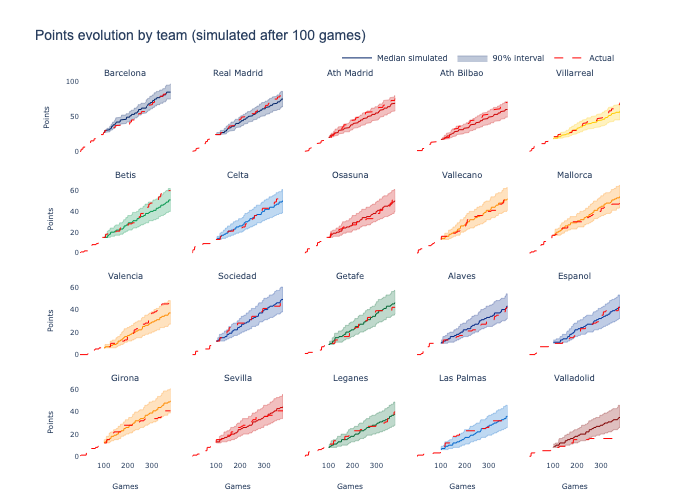 Points evolution by team (simulated after 100 games)
Median simulated 90% interval Actual
Barcelona Real Madrid Ath Madrid Ath Bilbao Villarreal
100
50
0
Points
Betis Celta Osasuna Vallecano Mallorca
60
40
20
0
Points
Valencia Sociedad Getafe Alaves Espanol
60
40
20
0
Points
Girona Sevilla Leganes Las Palmas Valladolid
60
40
20
0
Points
100 200 300 100 200 300 100 200 300 100 200 300 100 200 300
Games Games Games Games Games